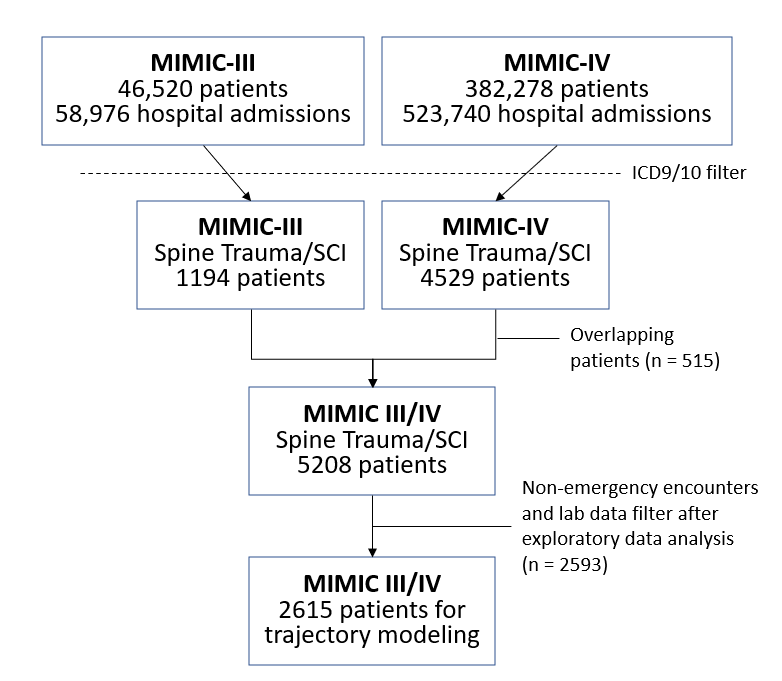 MIMIC-III
46,520 patients
58,976 hospital admissions
MIMIC-IV
382,278 patients
523,740 hospital admissions
ICD9/10 filter
MIMIC-III
Spine Trauma/SCI
1194 patients
MIMIC-IV
Spine Trauma/SCI
4529 patients
Overlapping
patients (n = 515)
MIMIC III/IV
Spine Trauma/SCI
5208 patients
Non-emergency encounters
and lab data filter after
exploratory data analysis
(n = 2593)
MIMIC III/IV
2615 patients for
trajectory modeling